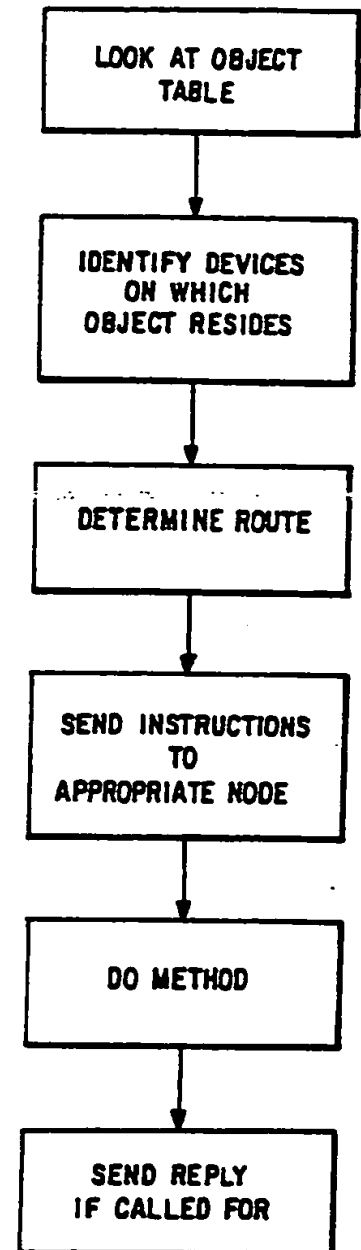 LOOK AT OBJECT
TABLE
IDENTIFY DEVICES
ON WHICH
OBJECT RESIDES
DETERMINE ROUTE
SEND INSTRUCTIONS
TO
APPROPRIATE NODE
DO METHOD
SEND REPLY
IF CALLED FOR